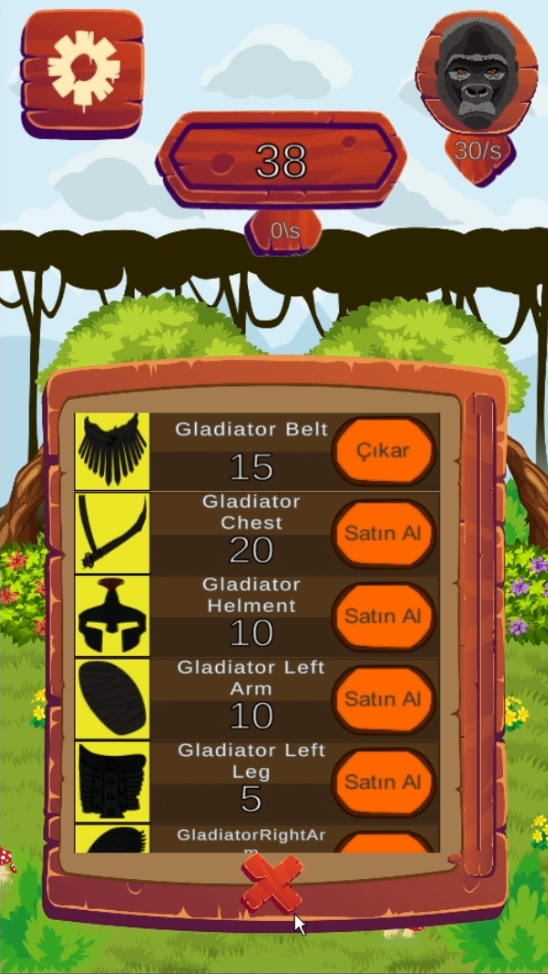 30/s
38
0\s
Gladiator Belt
15
Çıkar
Gladiator
Chest
20
Satın Al
Gladiator
Helment
10
Satın Al
Gladiator Left
Arm
10
Satın Al
Gladiator Left
Leg
5
Satın Al
GladiatorRightAr
m